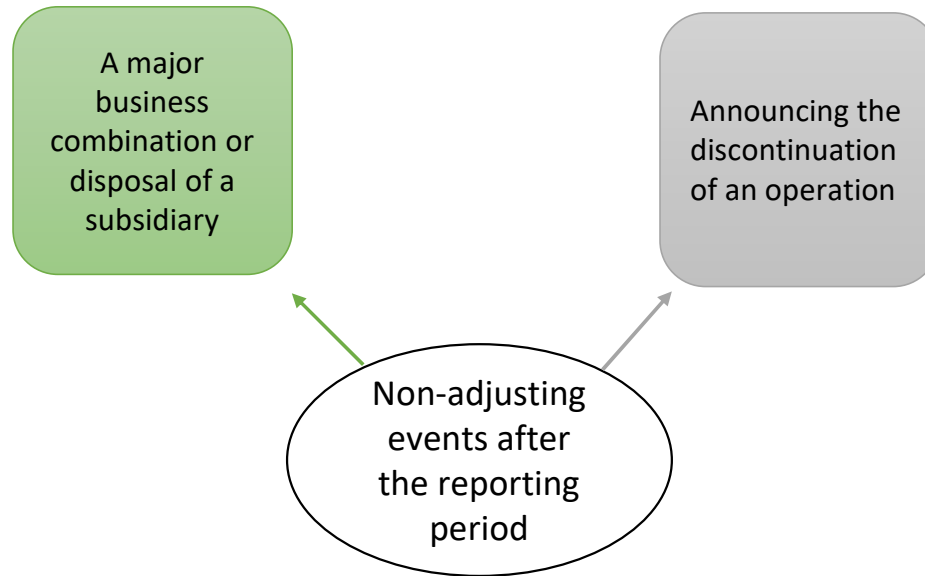 A major
business
combination or
disposal of a
subsidiary
Announcing the
discontinuation
of an operation
Non-adjusting
events after
the reporting
period